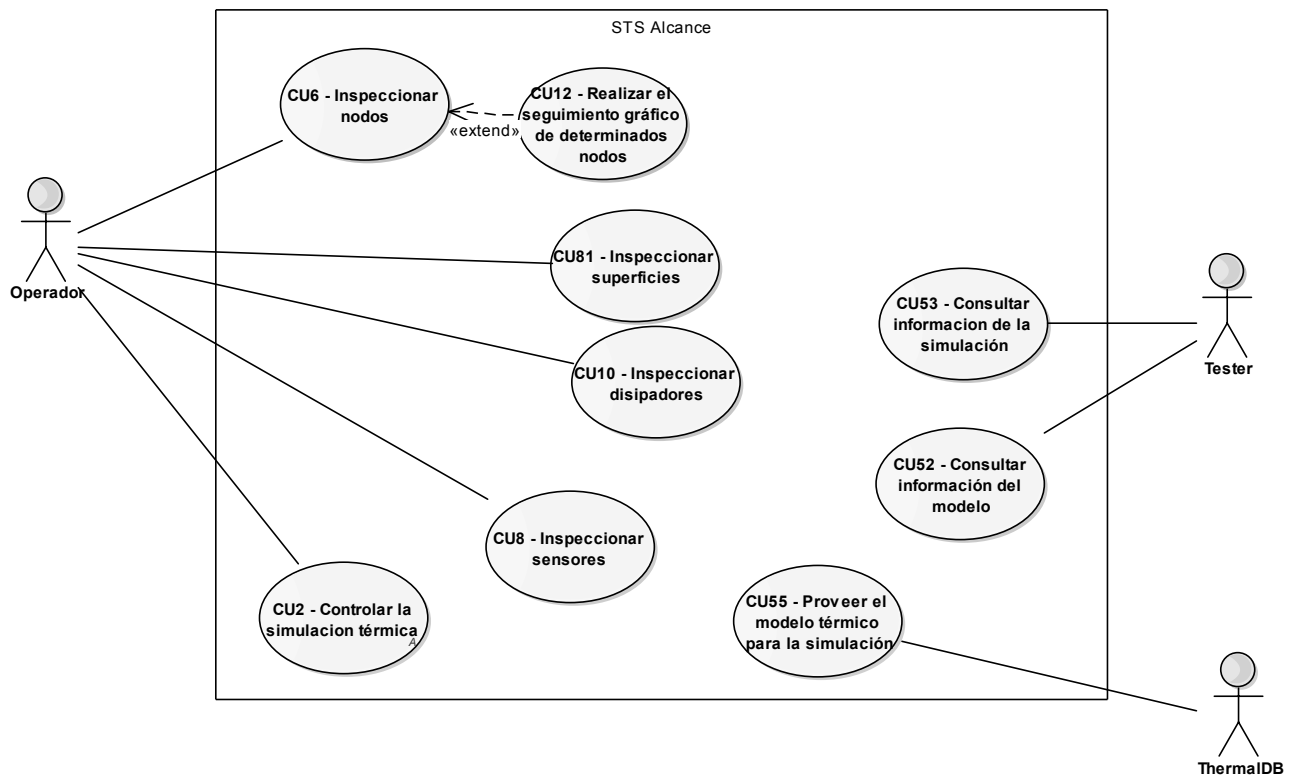 STS Alcance
CU6 - Inspeccionar
nodos
«extend»
CU12 - Realizar el
seguimiento gráfico
de determinados
nodos
CU81 - Inspeccionar
superficies
CU10 - Inspeccionar
disipadores
CU8 - Inspeccionar
sensores
CU2 - Controlar la
simulacion térmica
A
CU53 - Consultar
informacion de la
simulación
CU52 - Consultar
información del
modelo
CU55 - Proveer el
modelo térmico
para la simulación
Operador
Tester
ThermalDB